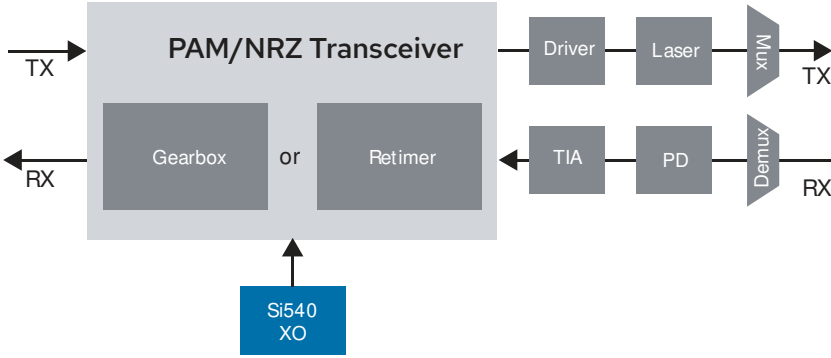 PAM/NRZ Transceiver
TX
Driver
Laser
Mux
TX
Gearbox
or
Retimer
RX
TIA
PD
Demux
RX
Si540
XO